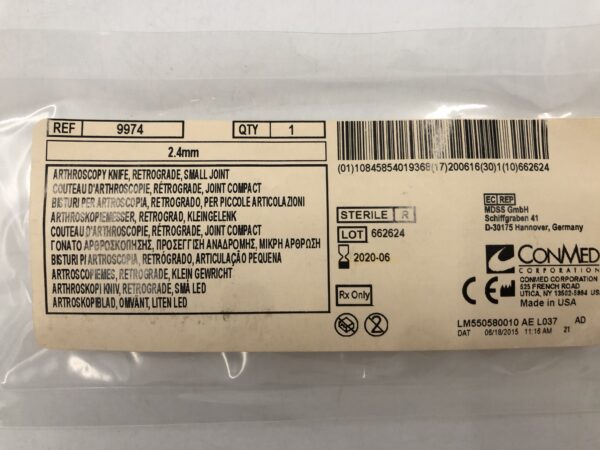 REF 9974 QTY 1
2.4mm
ARTHROSCOPY KNIFE, RETROGRADE, SMALL JOINT
COUTEAU D'ARTHROSCOPIE, RÉTROGRADE, JOINT COMPACT
BISTURI PER ARTROSCOPIA, RETROGRADO, PER PICCOLE ARTICOLAZIONI
ARTHROSKOPIEMESSER, RETROGRAD, KLEINGELENK
COUTEAU D'ARTHROSCOPIE, RÉTROGRADE, JOINT COMPACT
ΓΟΝΑΤΟ ΑΡΘΡΟΣΚΟΠΗΣΗΣ, ΠΡΟΣΕΓΓΙΣΗ ΑΝΑΔΡΟΜΗΣ, ΜΙΚΡΗ ΑΡΘΡΩΣΗ
BISTURI P/ ARTROSCOPIA, RETRÓGRADO, ARTICULAÇÃO PEQUENA
ARTROSCOPIEMES, RETROGRADE, KLEIN GEWRICHT
ARTROSKOPI KNIV, RETROGRADE, SMÅ LED
ARTROSKOPIBLAD, OMVÄNT, LITEN LED
(01)10845854019368(17)200616(30)1(10)662624
STERILE R
LOT 662624
2020-06
Rx Only
2
EC REP
MDSS GmbH
Schiffgraben 41
D-30175 Hannover, Germany
CONMED
CORPORATION
CONMED CORPORATION
525 FRENCH ROAD
UTICA, NY 13502-5994 USA
Made in USA
CE
LM550580010 AE L037 AD
DAT 06/18/2015 11:16 AM 21